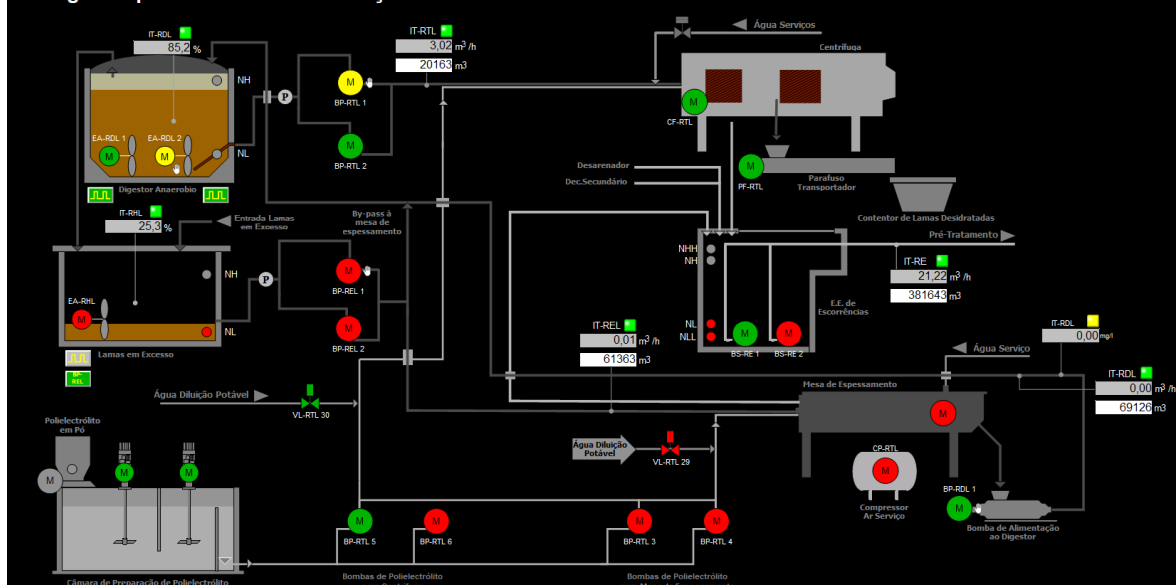 IT-RDL
85,2 %
IT-RTL
3,02 m³ /h
20163 m3
Água Serviços
Centrifuga
M
CF-RTL
NH
NL
EA-RDL 1
M
EA-RDL 2
M
Digestor Anaerobio
P
M
BP-RTL 1
M
BP-RTL 2
M
PF-RTL
Parafuso
Transportador
Contentor de Lamas Desidratadas
Desarenador
Dec.Secundário
IT-RHL
25,3 %
Entrada Lamas
em Excesso
By-pass à
mesa de
espessamento
NH
NL
EA-RHL
M
Lamas em Excesso
BP-
REL
P
M
BP-REL 1
M
BP-REL 2
NHH
NH
NL
NLL
M
BS-RE 1
M
BS-RE 2
E.E. de
Escorrências
Pré-Tratamento
IT-RE
21,22 m³ /h
381643 m3
IT-REL
0,01 m³ /h
61363 m3
IT-RDL
0,00 mg/l
Água Serviço
IT-RDL
0,00 m³ /h
69126 m3
Mesa de Espessamento
M
Água Diluição Potável
VL-RTL 30
Água Diluição
Potável
VL-RTL 29
CP-RTL
M
Compressor
Ar Serviço
BP-RDL 1
M
Bomba de Alimentação
ao Digestor
Polielectrólito
em Pó
M
M
M
Câmara de Preparação de Polielectrólito
M
BP-RTL 5
M
BP-RTL 6
Bombas de Polielectrólito
M
BP-RTL 3
M
BP-RTL 4
Bombas de Polielectrólito